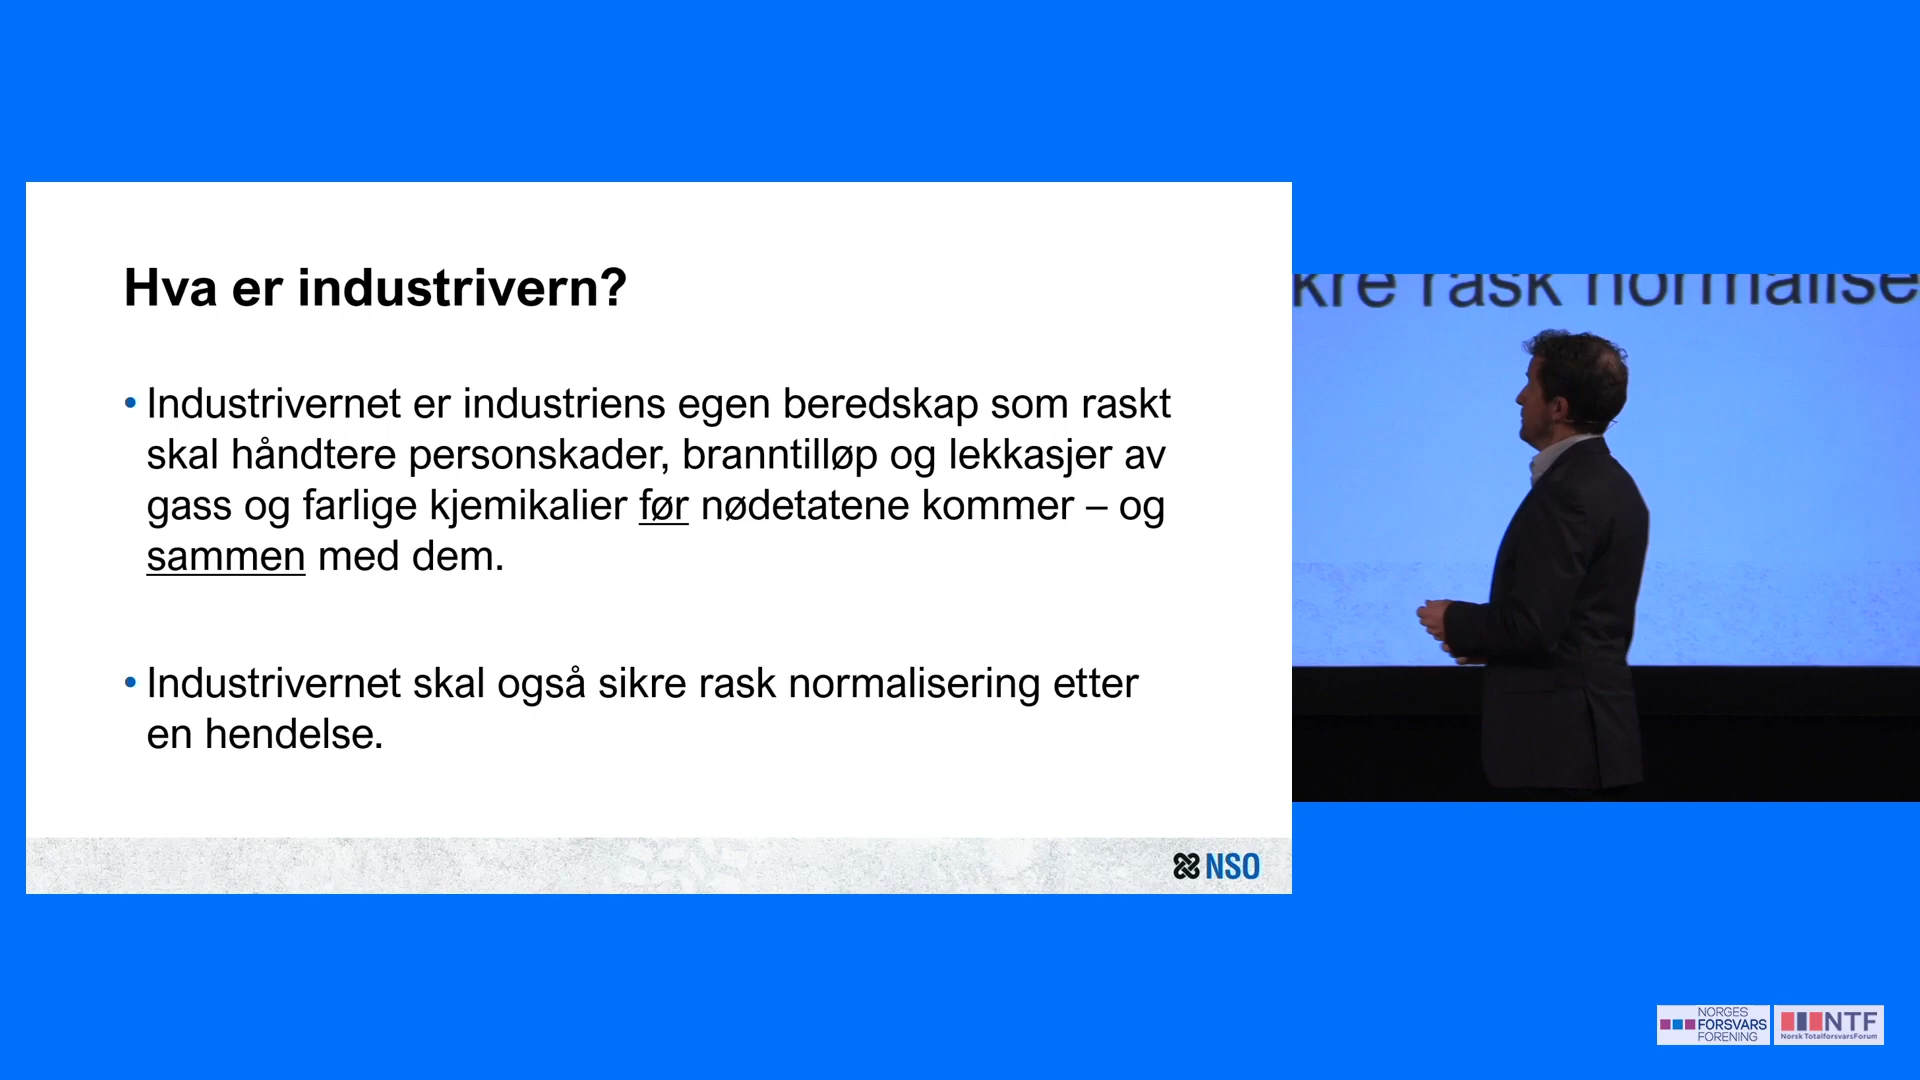 Hva er industrivern?
• Industrivernet er industriens egen beredskap som raskt
skal håndtere personskader, branntilløp og lekkasjer av
gass og farlige kjemikalier før nødetatene kommer – og
sammen med dem.
• Industrivernet skal også sikre rask normalisering etter
en hendelse.
NSO
kre rask normalise
NORGES
FORSVARS
FORENING
NTF
Norsk TotalforsvarsForum